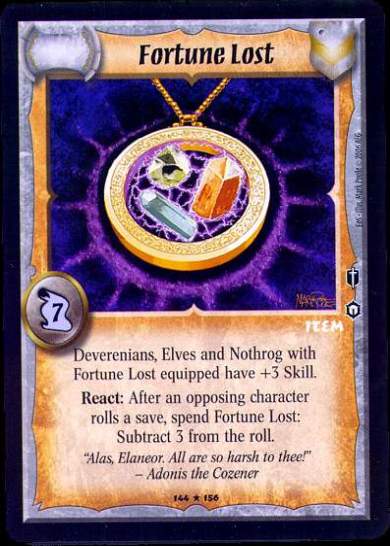 Fortune Lost
7
ITEM
Deverenians, Elves and Nothrog with
Fortune Lost equipped have +3 Skill.
React: After an opposing character
rolls a save, spend Fortune Lost:
Subtract 3 from the roll.
"Alas, Elaneor. All are so harsh to thee!"
– Adonis the Cozener
144 ★ 156